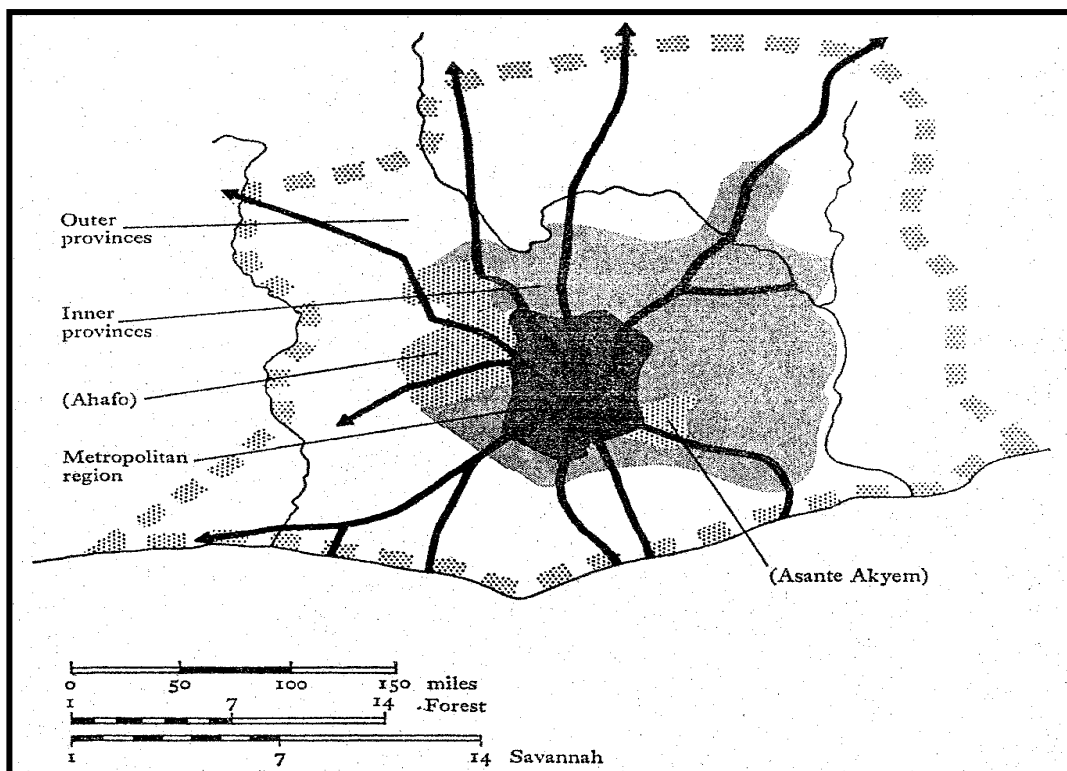 Outer
provinces
Inner
provinces
(Ahafo)
Metropolitan
region
(Asante Akyem)
0 50 100 150 miles
1 7 14 Forest
1 7 14 Savannah